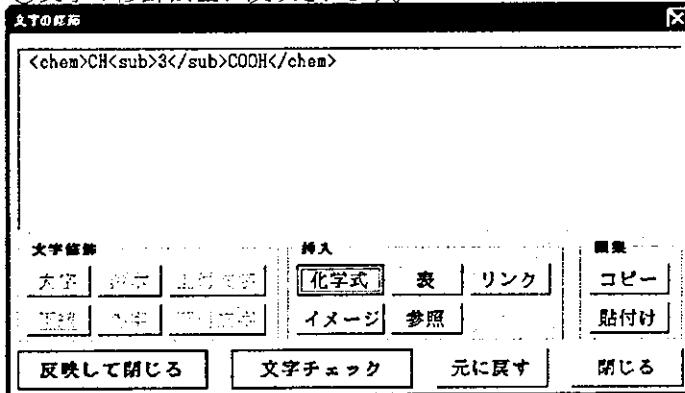 文字の修飾
<chem>CH<sub>3</sub>COOH</chem>
文字修飾
挿入
編集
太字
化学式
表
リンク
コピー
イメージ
参照
貼付け
反映して閉じる
文字チェック
元に戻す
閉じる